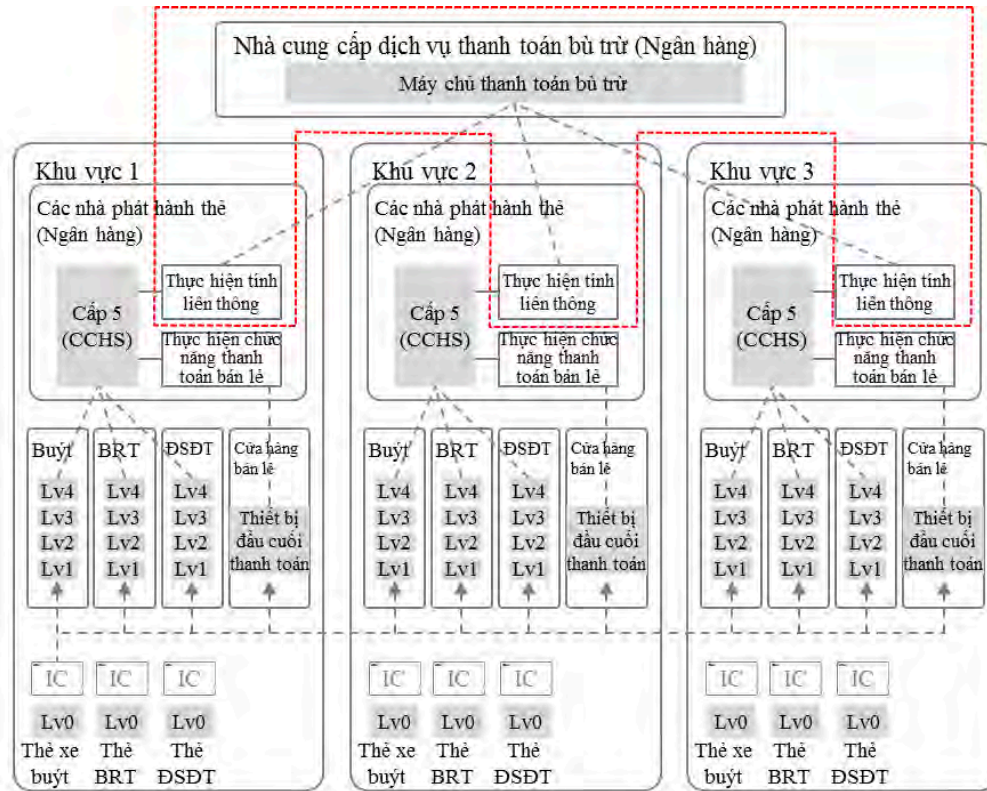 Nhà cung cấp dịch vụ thanh toán bù trừ (Ngân hàng)
Máy chủ thanh toán bù trừ
Khu vực 1
Các nhà phát hành thẻ
(Ngân hàng)
Cấp 5
(CCHS)
Thực hiện tính
liên thông
Thực hiện chức
năng thanh
toán bán lẻ
Buýt
Lv4
Lv3
Lv2
Lv1
BRT
Lv4
Lv3
Lv2
Lv1
ĐSĐT
Lv4
Lv3
Lv2
Lv1
Cửa hàng
bán lẻ
Thiết bị
đầu cuối
thanh toán
IC
Lv0
Thẻ xe
buýt
IC
Lv0
Thẻ
BRT
IC
Lv0
Thẻ
ĐSĐT
Khu vực 2
Các nhà phát hành thẻ
(Ngân hàng)
Cấp 5
(CCHS)
Thực hiện tính
liên thông
Thực hiện chức
năng thanh
toán bán lẻ
Buýt
Lv4
Lv3
Lv2
Lv1
BRT
Lv4
Lv3
Lv2
Lv1
ĐSĐT
Lv4
Lv3
Lv2
Lv1
Cửa hàng
bán lẻ
Thiết bị
đầu cuối
thanh toán
IC
Lv0
Thẻ xe
buýt
IC
Lv0
Thẻ
BRT
IC
Lv0
Thẻ
ĐSĐT
Khu vực 3
Các nhà phát hành thẻ
(Ngân hàng)
Cấp 5
(CCHS)
Thực hiện tính
liên thông
Thực hiện chức
năng thanh
toán bán lẻ
Buýt
Lv4
Lv3
Lv2
Lv1
BRT
Lv4
Lv3
Lv2
Lv1
ĐSĐT
Lv4
Lv3
Lv2
Lv1
Cửa hàng
bán lẻ
Thiết bị
đầu cuối
thanh toán
IC
Lv0
Thẻ xe
buýt
IC
Lv0
Thẻ
BRT
IC
Lv0
Thẻ
ĐSĐT